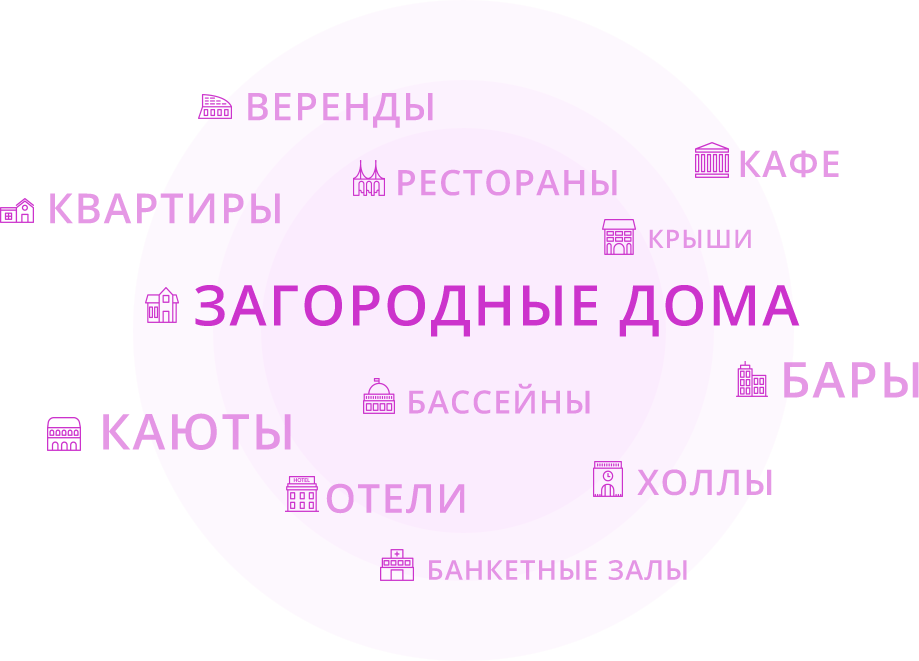 ВЕРЕНДЫ
КАФЕ
РЕСТОРАНЫ
КВАРТИРЫ
КРЫШИ
ЗАГОРОДНЫЕ ДОМА
БАРЫ
БАССЕЙНЫ
КАЮТЫ
ХОЛЛЫ
HOTEL
ОТЕЛИ
БАНКЕТНЫЕ ЗАЛЫ